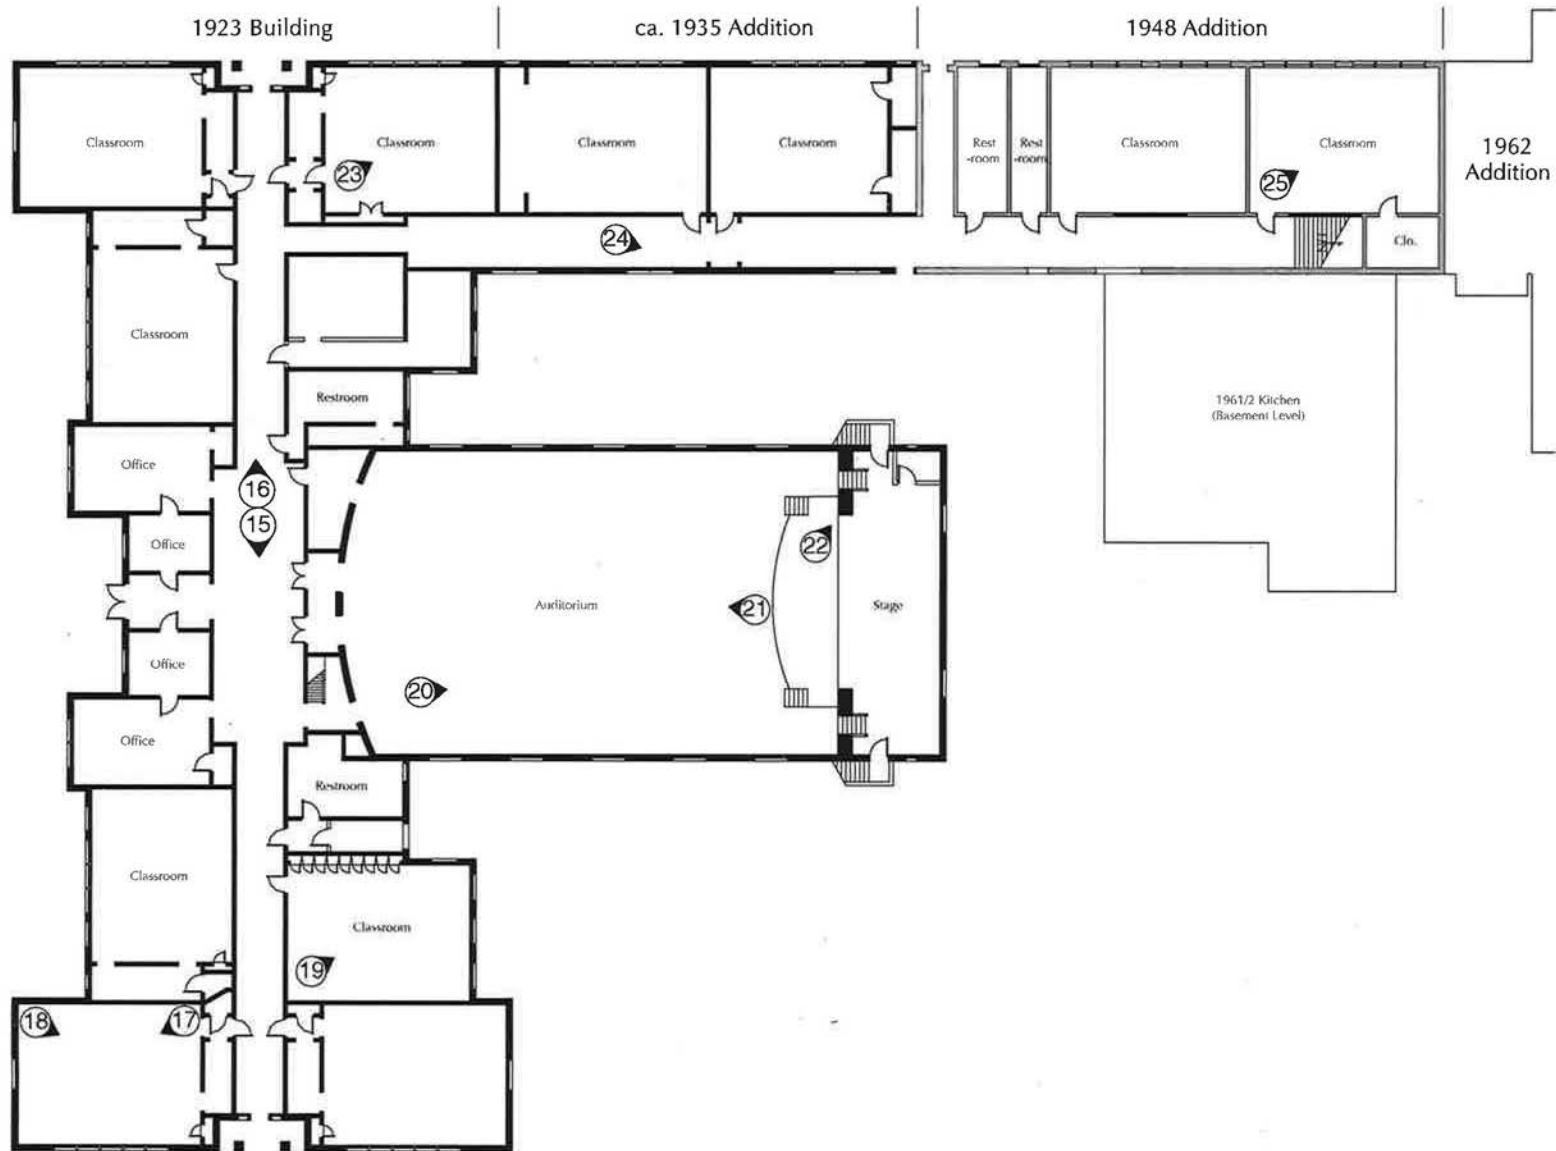 1923 Building
ca. 1935 Addition
1948 Addition
1962
Addition
Classroom
Classroom
Classroom
Classroom
Rest
-room
Rest
-room
Classroom
Classroom
23
25
24
Clo.
Classroom
Restroom
1961/2 Kitchen
(Basement Level)
Office
16
15
Office
22
Auditorium
21
Stage
Office
20
Office
Restroom
Classroom
Classroom
19
18
17